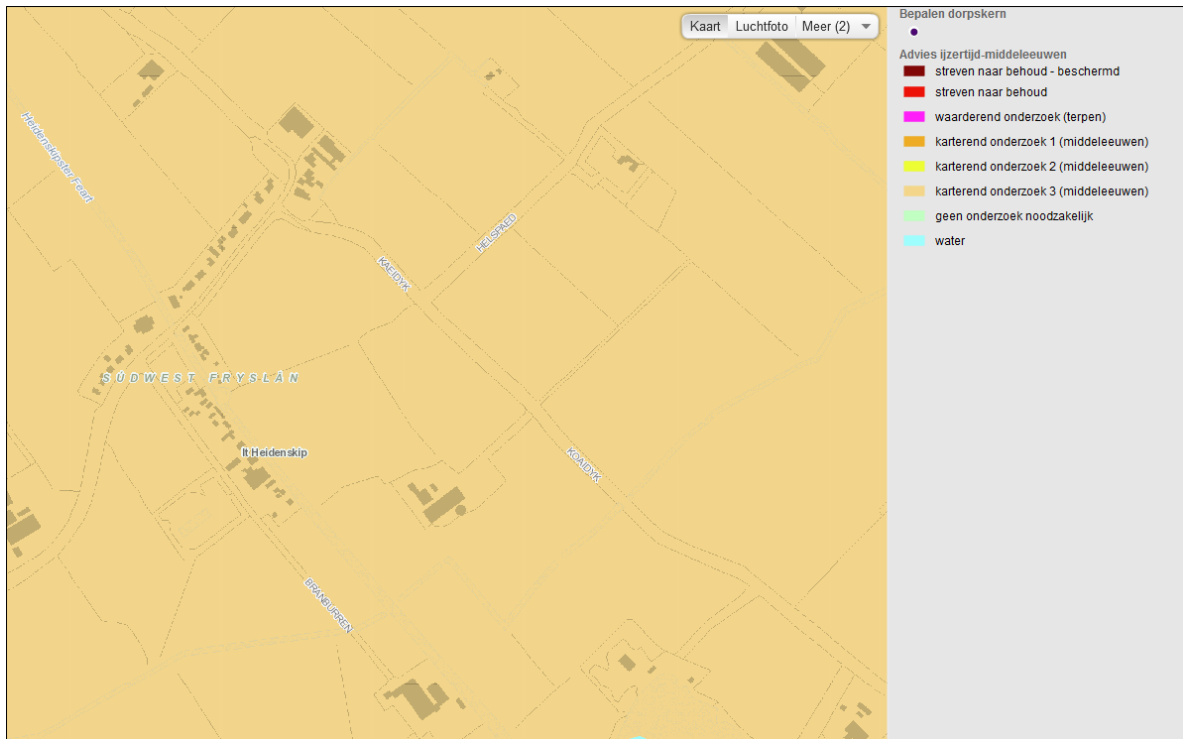 Kaart Luchtfoto Meer (2)
Heidenskipster Feart
HELSPAED
KAEIDYK
SÚDWEST FRYSLÂN
It Heidenskip
KOAIDYK
BRANBURREN
Bepalen dorpskern
Advies ijzertijd-middeleeuwen
streven naar behoud - beschermd
streven naar behoud
waarderend onderzoek (terpen)
karterend onderzoek 1 (middeleeuwen)
karterend onderzoek 2 (middeleeuwen)
karterend onderzoek 3 (middeleeuwen)
geen onderzoek noodzakelijk
water